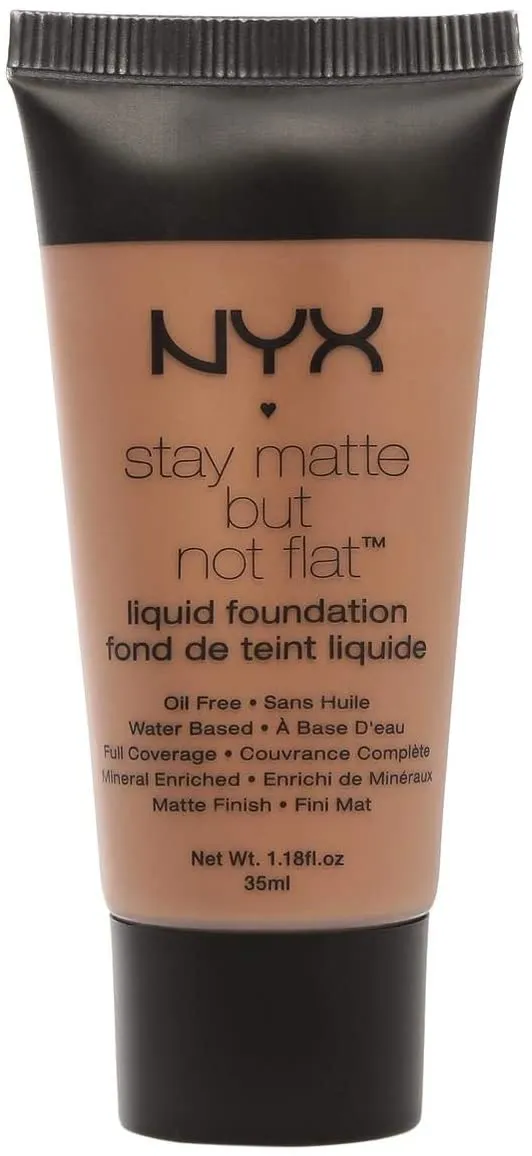 NYX
stay matte
but
not flat™
liquid foundation
fond de teint liquide
Oil Free • Sans Huile
Water Based • À Base D'eau
Full Coverage • Couvrance Complète
Mineral Enriched • Enrichi de Minéraux
Matte Finish • Fini Mat
Net Wt. 1.18fl.oz
35ml